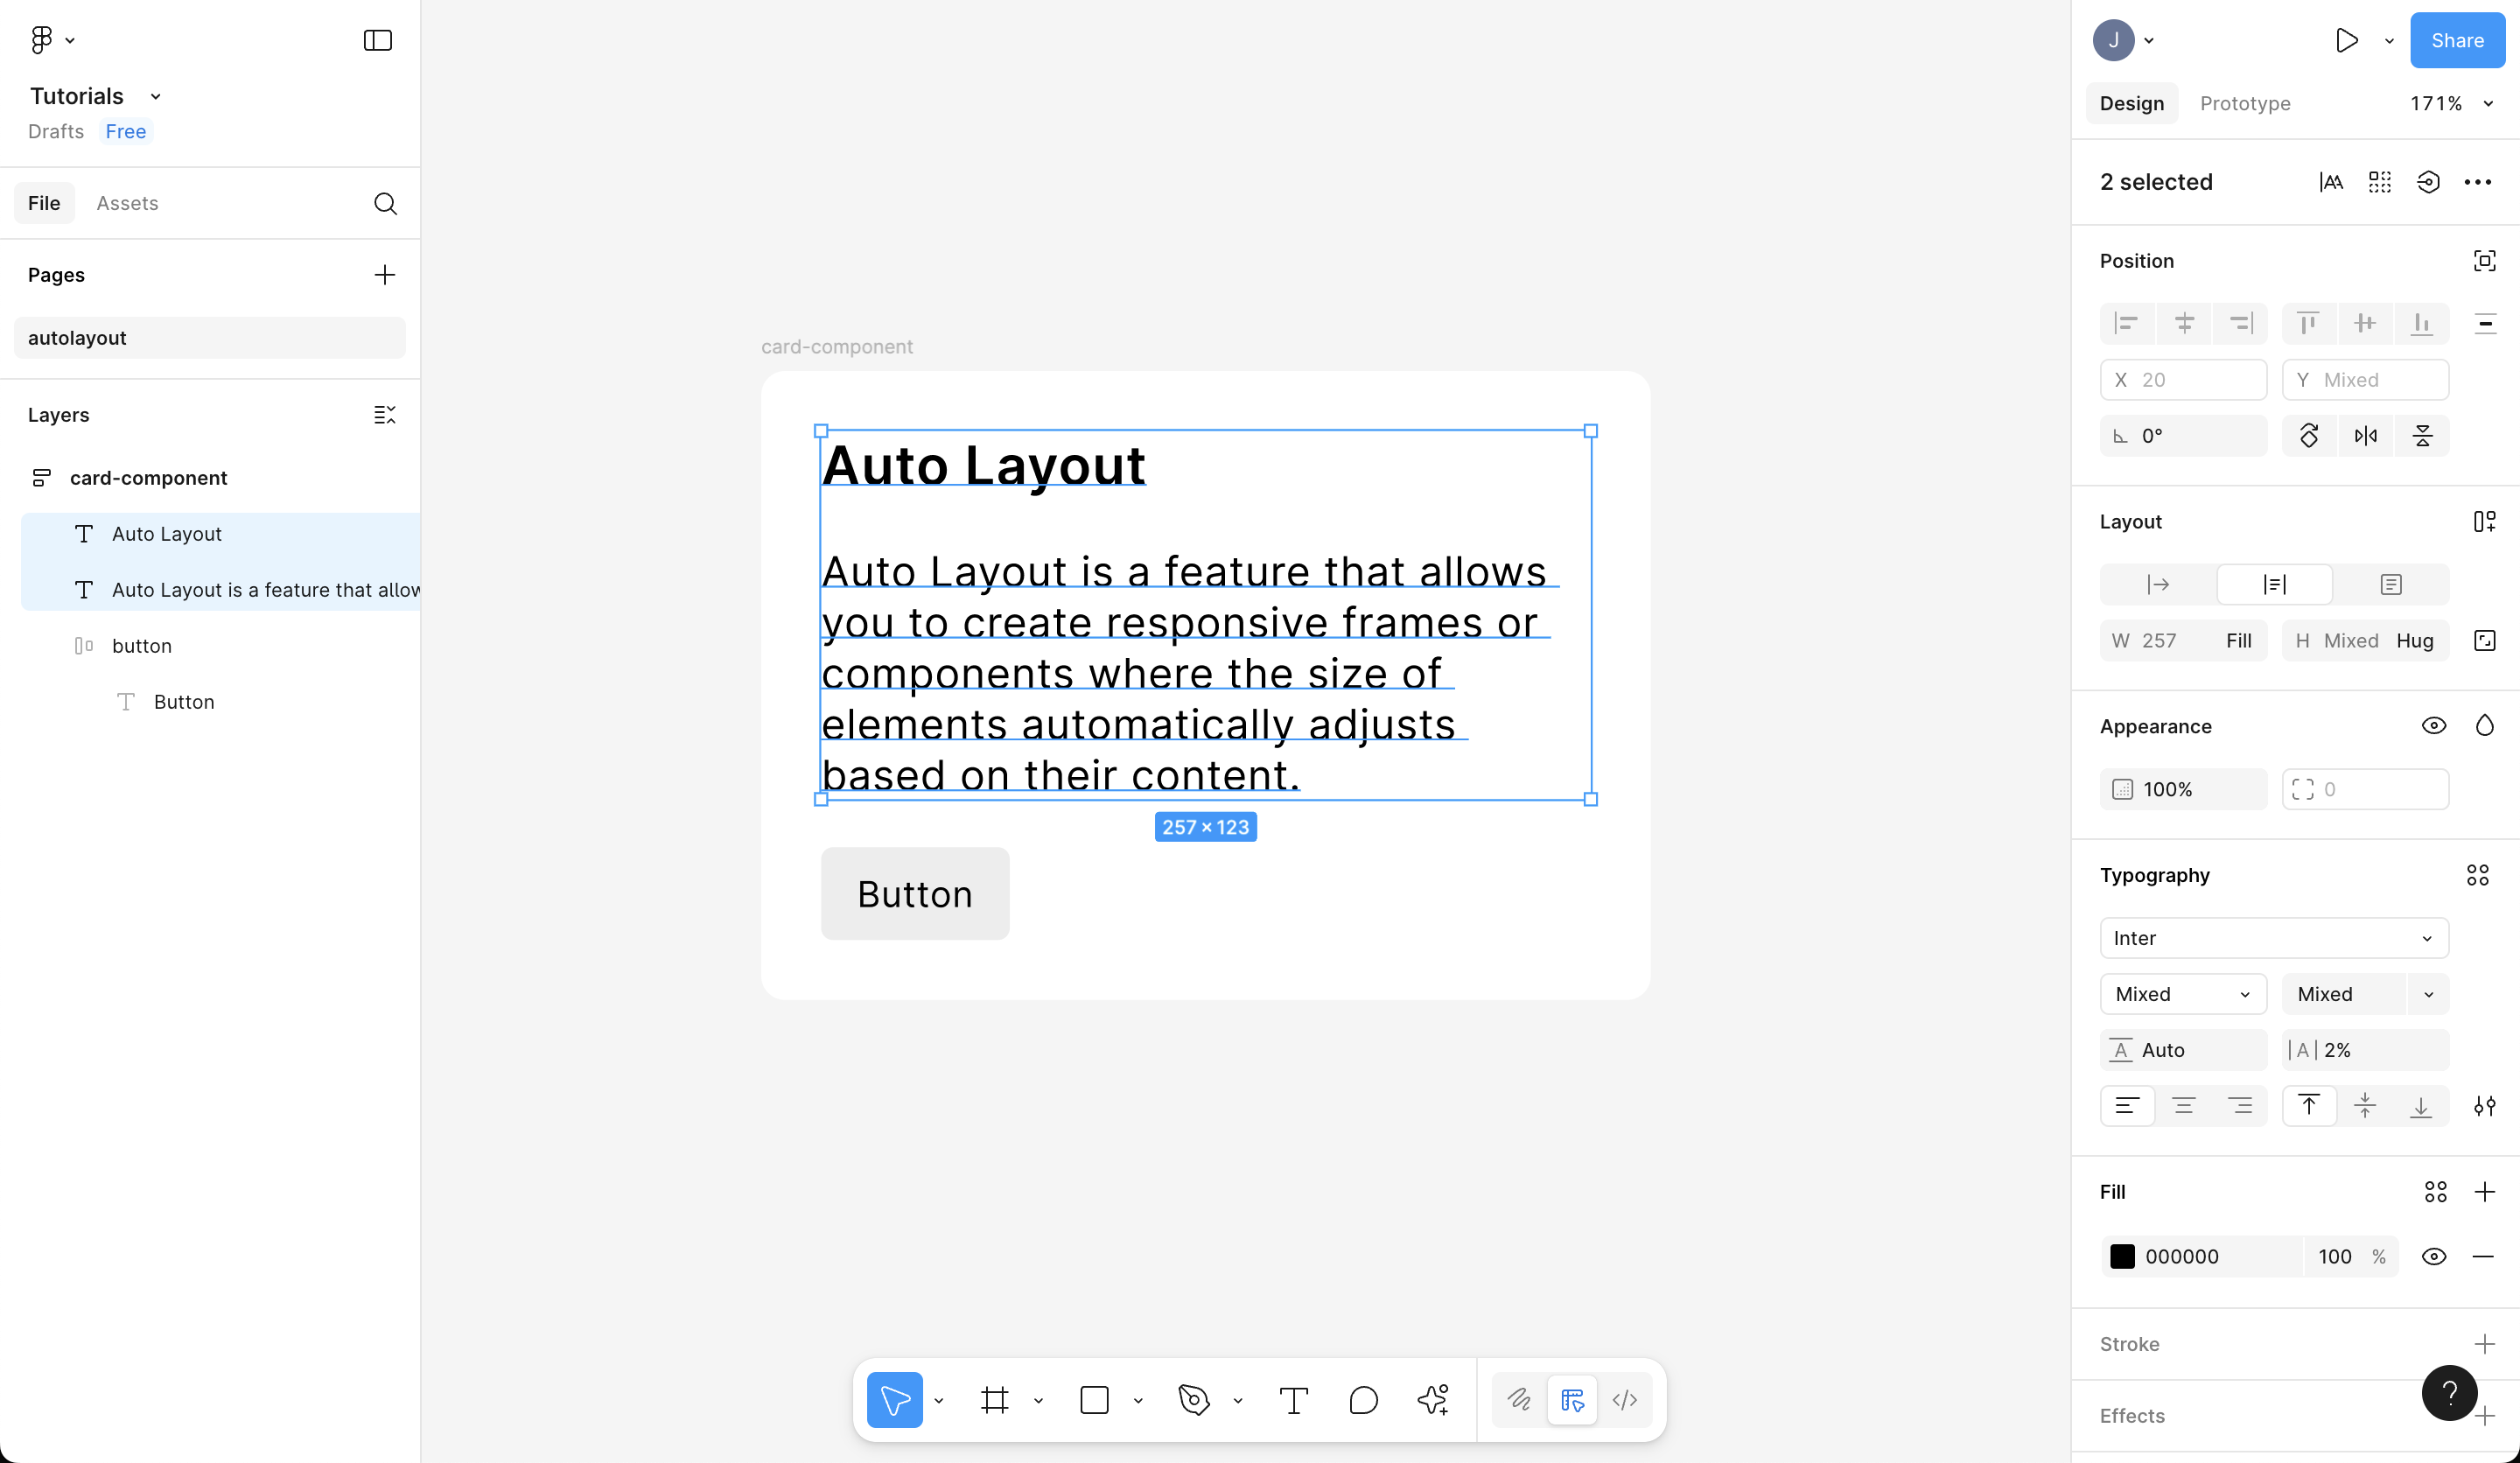 Tutorials
Drafts Free
File Assets
Pages
autolayout
Layers
card-component
Auto Layout
Auto Layout is a feature that allow
button
Button
card-component
Auto Layout
Auto Layout is a feature that allows
you to create responsive frames or
components where the size of
elements automatically adjusts
based on their content.
257 × 123
Button
J Share
Design Prototype 171%
2 selected
Position
X 20 Y Mixed
0°
Layout
W 257 Fill H Mixed Hug
Appearance
100% 0
Typography
Inter
Mixed Mixed
A Auto |A| 2%
Fill
000000 100 %
Stroke
Effects
?